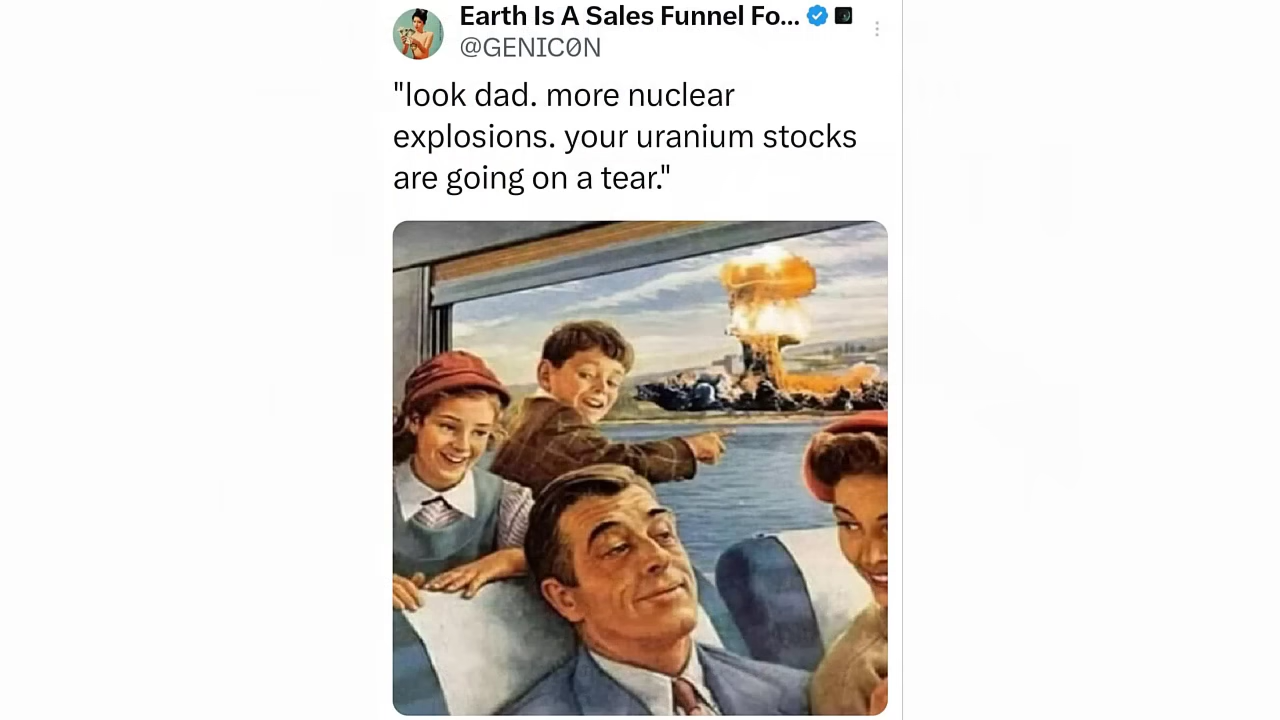 Earth Is A Sales Funnel Fo...
@GENIC0N
"look dad. more nuclear
explosions. your uranium stocks
are going on a tear."